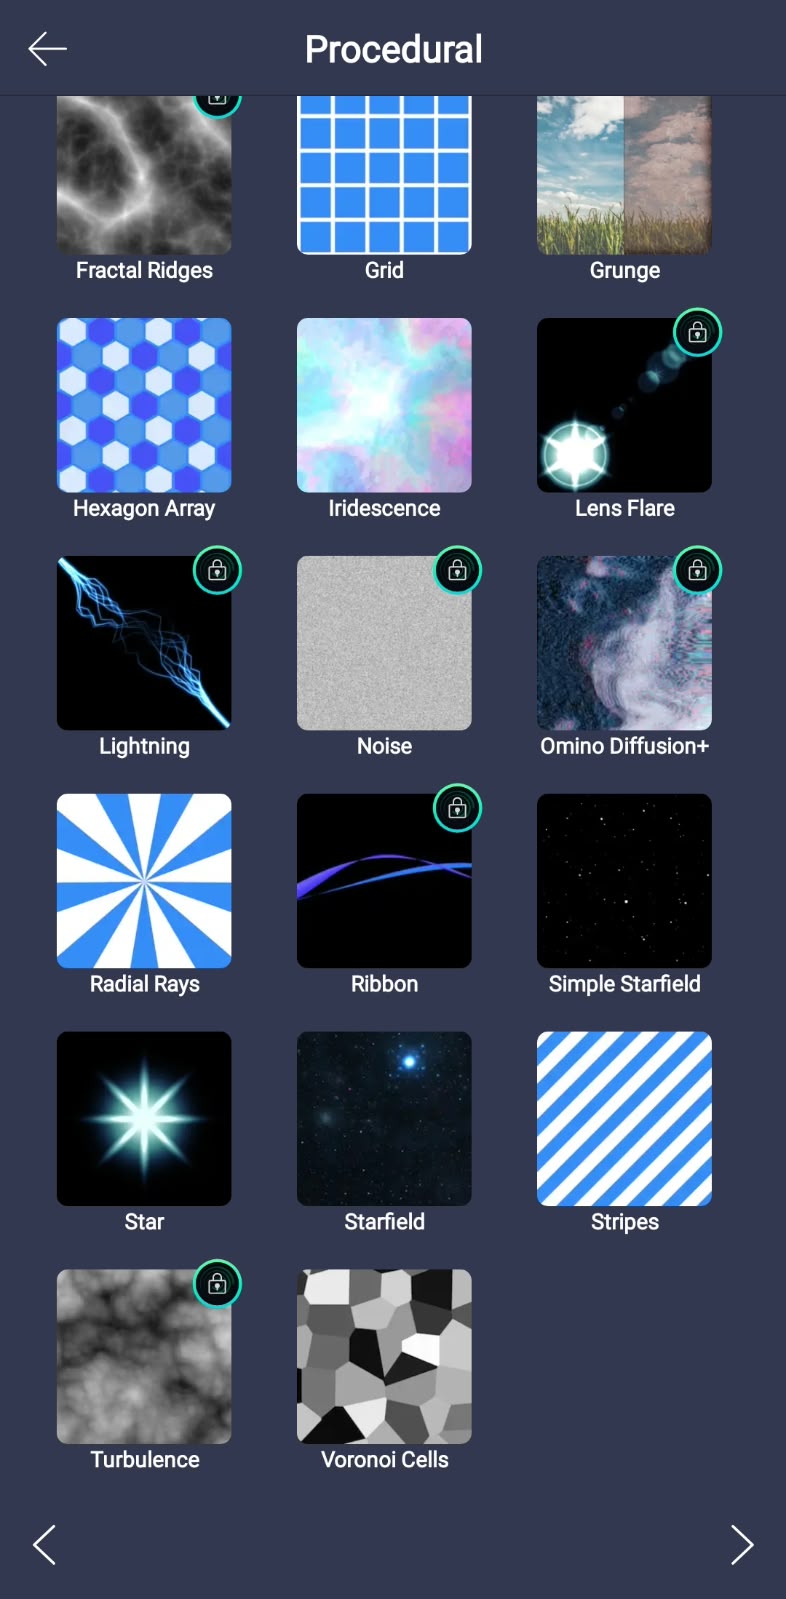 Procedural
Fractal Ridges
Grid
Grunge
Hexagon Array
Iridescence
Lens Flare
Lightning
Noise
Omino Diffusion+
Radial Rays
Ribbon
Simple Starfield
Star
Starfield
Stripes
Turbulence
Voronoi Cells